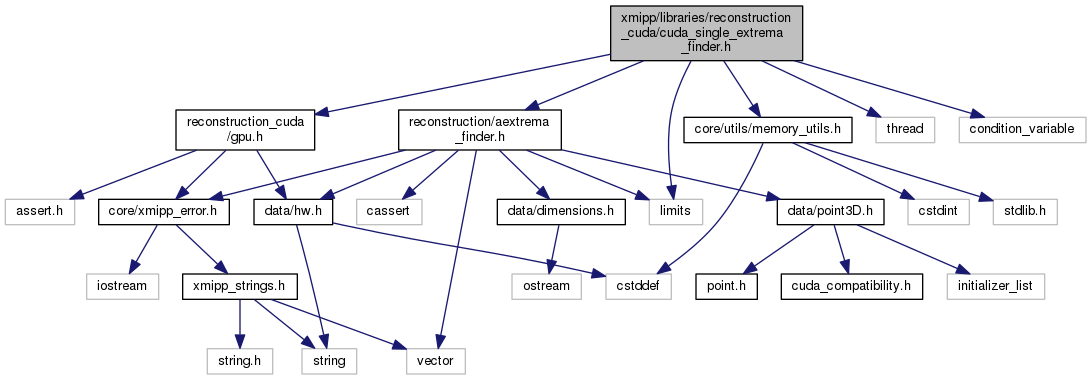 xmipp/libraries/reconstruction
_cuda/cuda_single_extrema
_finder.h
reconstruction_cuda
/gpu.h
reconstruction/aextrema
_finder.h
core/utils/memory_utils.h
thread
condition_variable
assert.h
core/xmipp_error.h
data/hw.h
cassert
data/dimensions.h
limits
data/point3D.h
cstdint
stdlib.h
iostream
xmipp_strings.h
ostream
cstddef
point.h
cuda_compatibility.h
initializer_list
string.h
string
vector